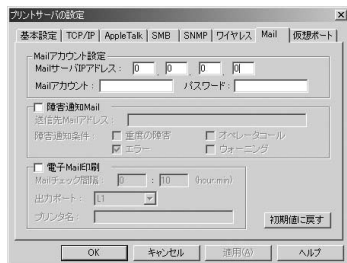 プリントサーバの設定
基本設定 TCP/IP AppleTalk SMB SNMP ワイヤレス Mail 仮想ポート
Mailアカウント設定
MailサーバIPアドレス： 0 . 0 . 0 . 0
Mailアカウント： パスワード：
障害通知Mail
送信先Mailアドレス：
障害通知条件： 重度の障害 オペレータコール
エラー ウォーニング
電子Mail印刷
Mailチェック間隔： 0 : 10 (hour:min)
出力ポート： L1
プリンタ名：
初期値に戻す
OK キャンセル 適用(A) ヘルプ